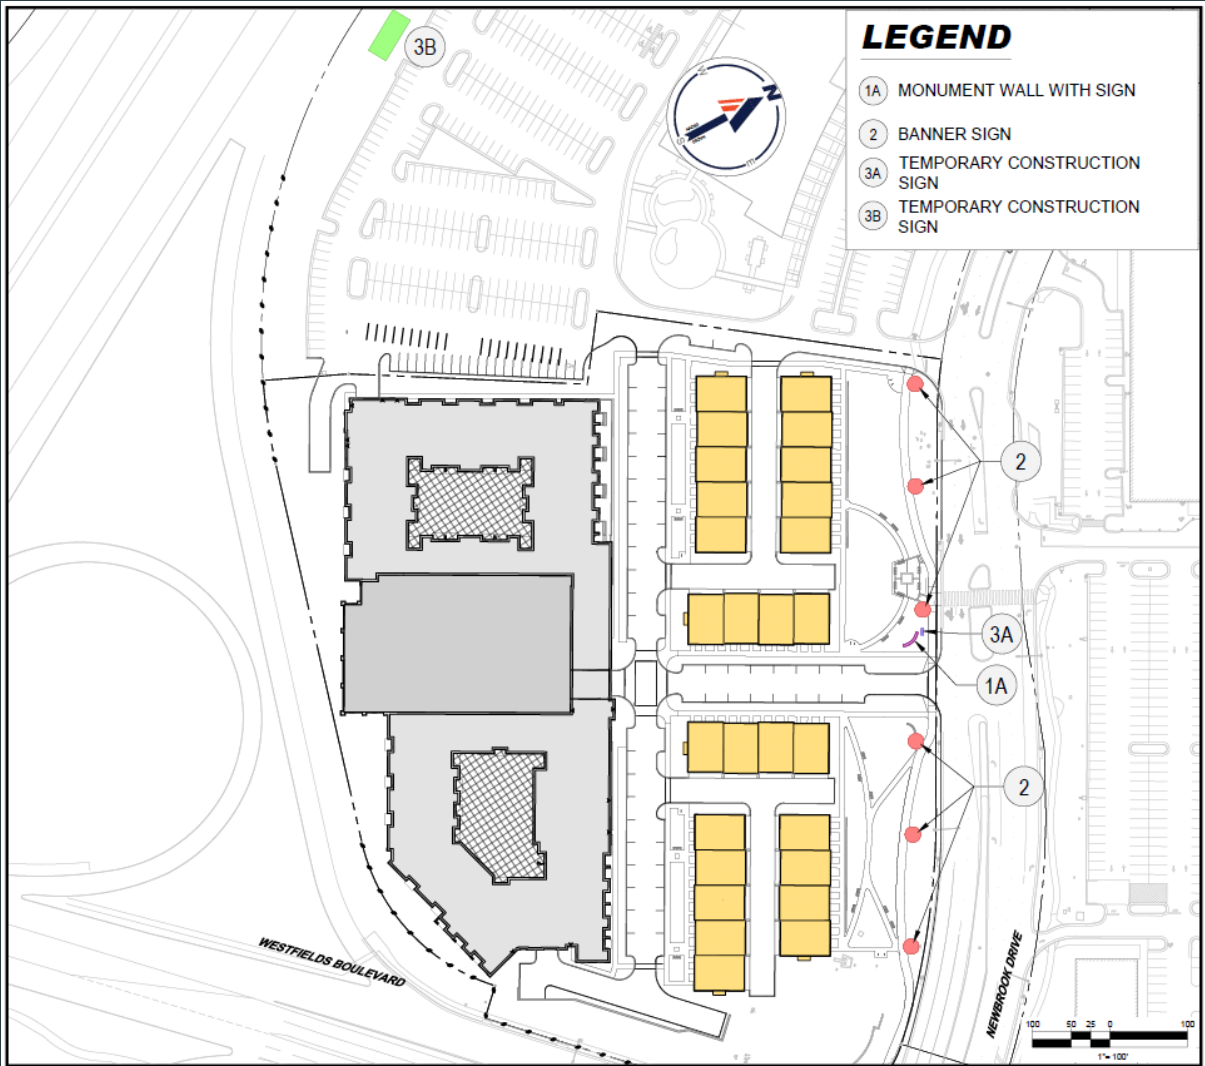 LEGEND
1A MONUMENT WALL WITH SIGN
2 BANNER SIGN
3A TEMPORARY CONSTRUCTION
SIGN
3B TEMPORARY CONSTRUCTION
SIGN
3B
W
N
S
E
2
3A
1A
2
WESTFIELDS BOULEVARD
NEWBROOK DRIVE
100 50 25 0 100
1"= 100'